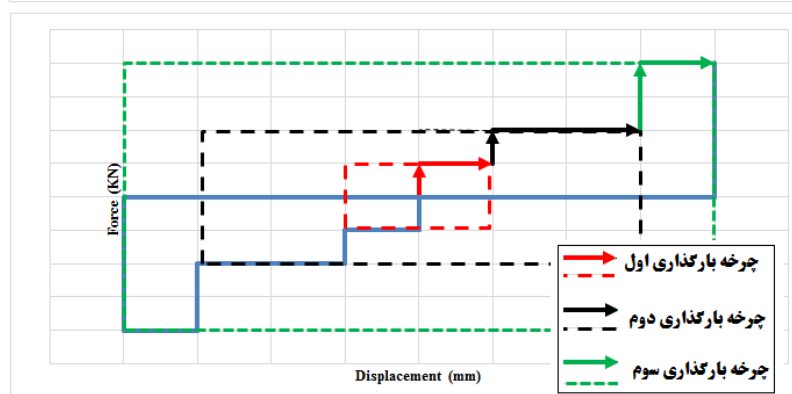 Force (KN)
چرخه بارگذاری اول
چرخه بارگذاری دوم
چرخه بارگذاری سوم
Displacement (mm)